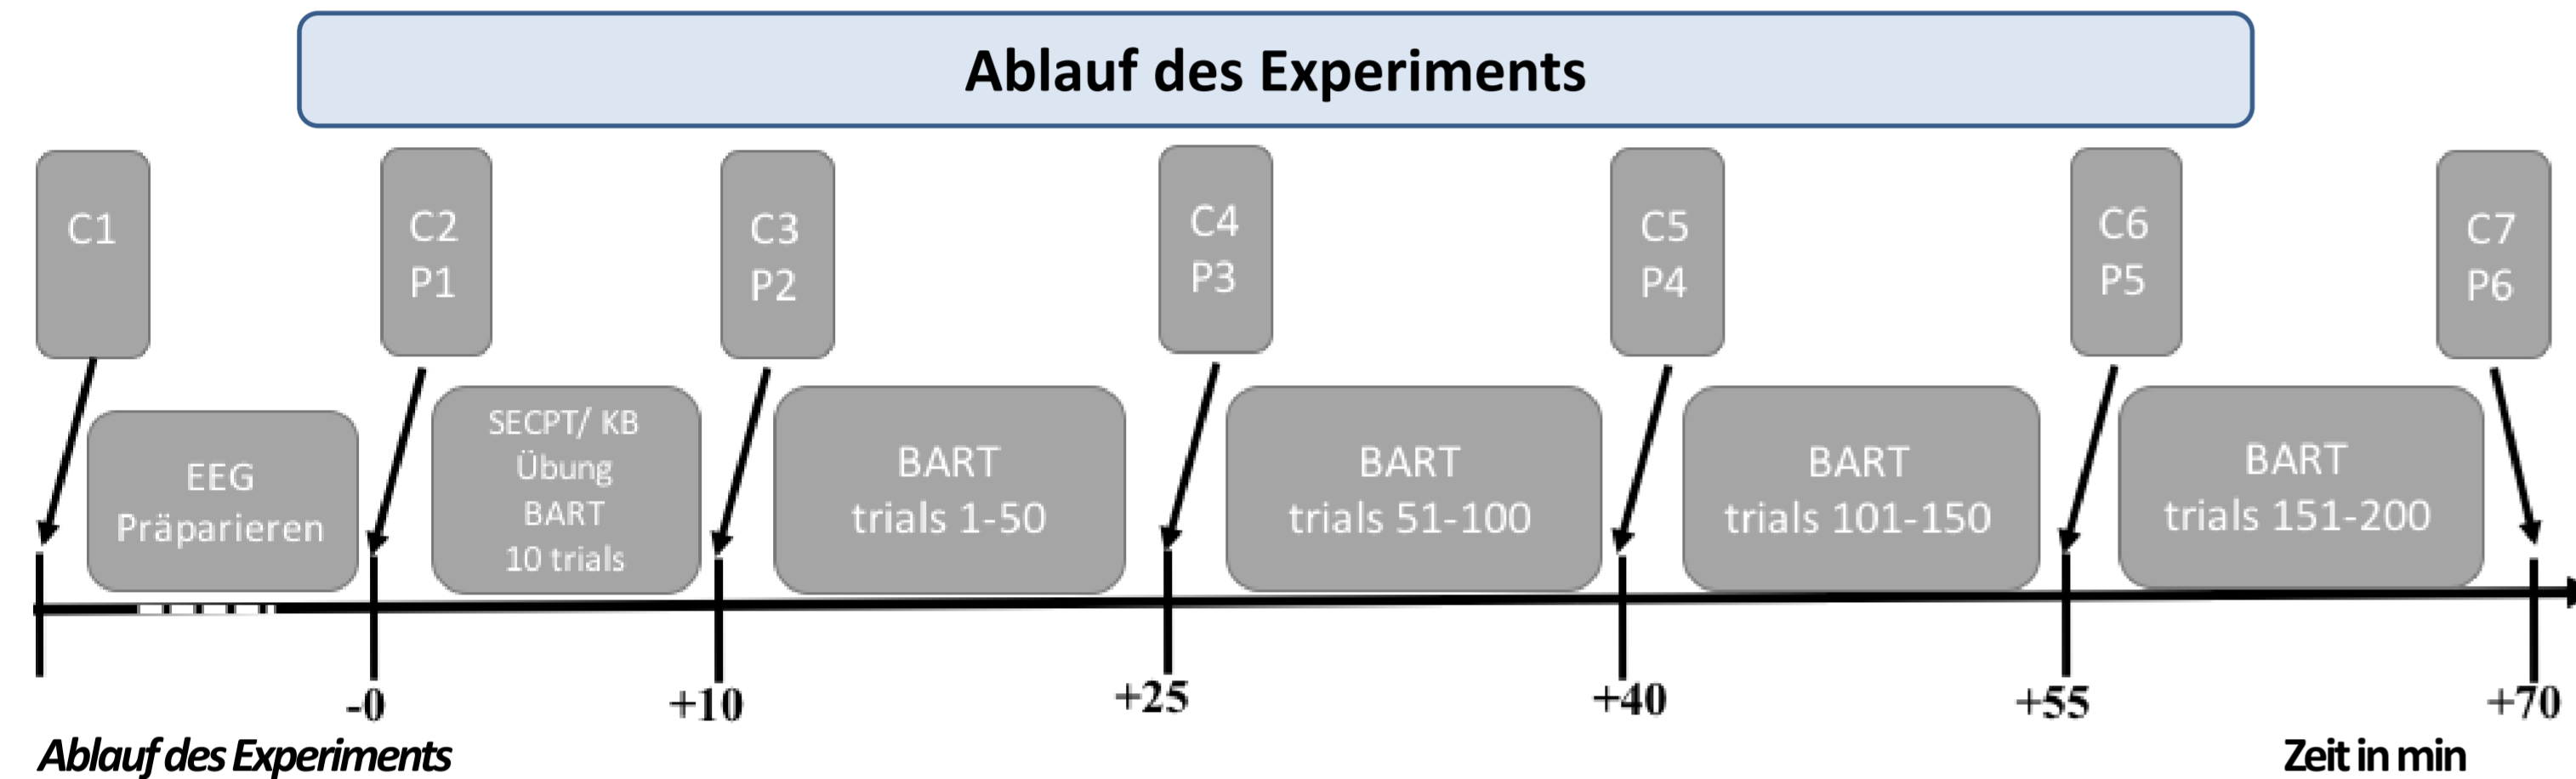 Ablauf des Experiments
C1
C2
P1
C3
P2
C4
P3
C5
P4
C6
P5
C7
P6
EEG
Präparieren
SECPT/ KB
Übung
BART
10 trials
BART
trials 1-50
BART
trials 51-100
BART
trials 101-150
BART
trials 151-200
-0
+10
+25
+40
+55
+70
Ablauf des Experiments
Zeit in min